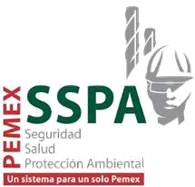 PEMEX
SSPA
Seguridad
Salud
Protección Ambiental
Un sistema para un solo Pemex